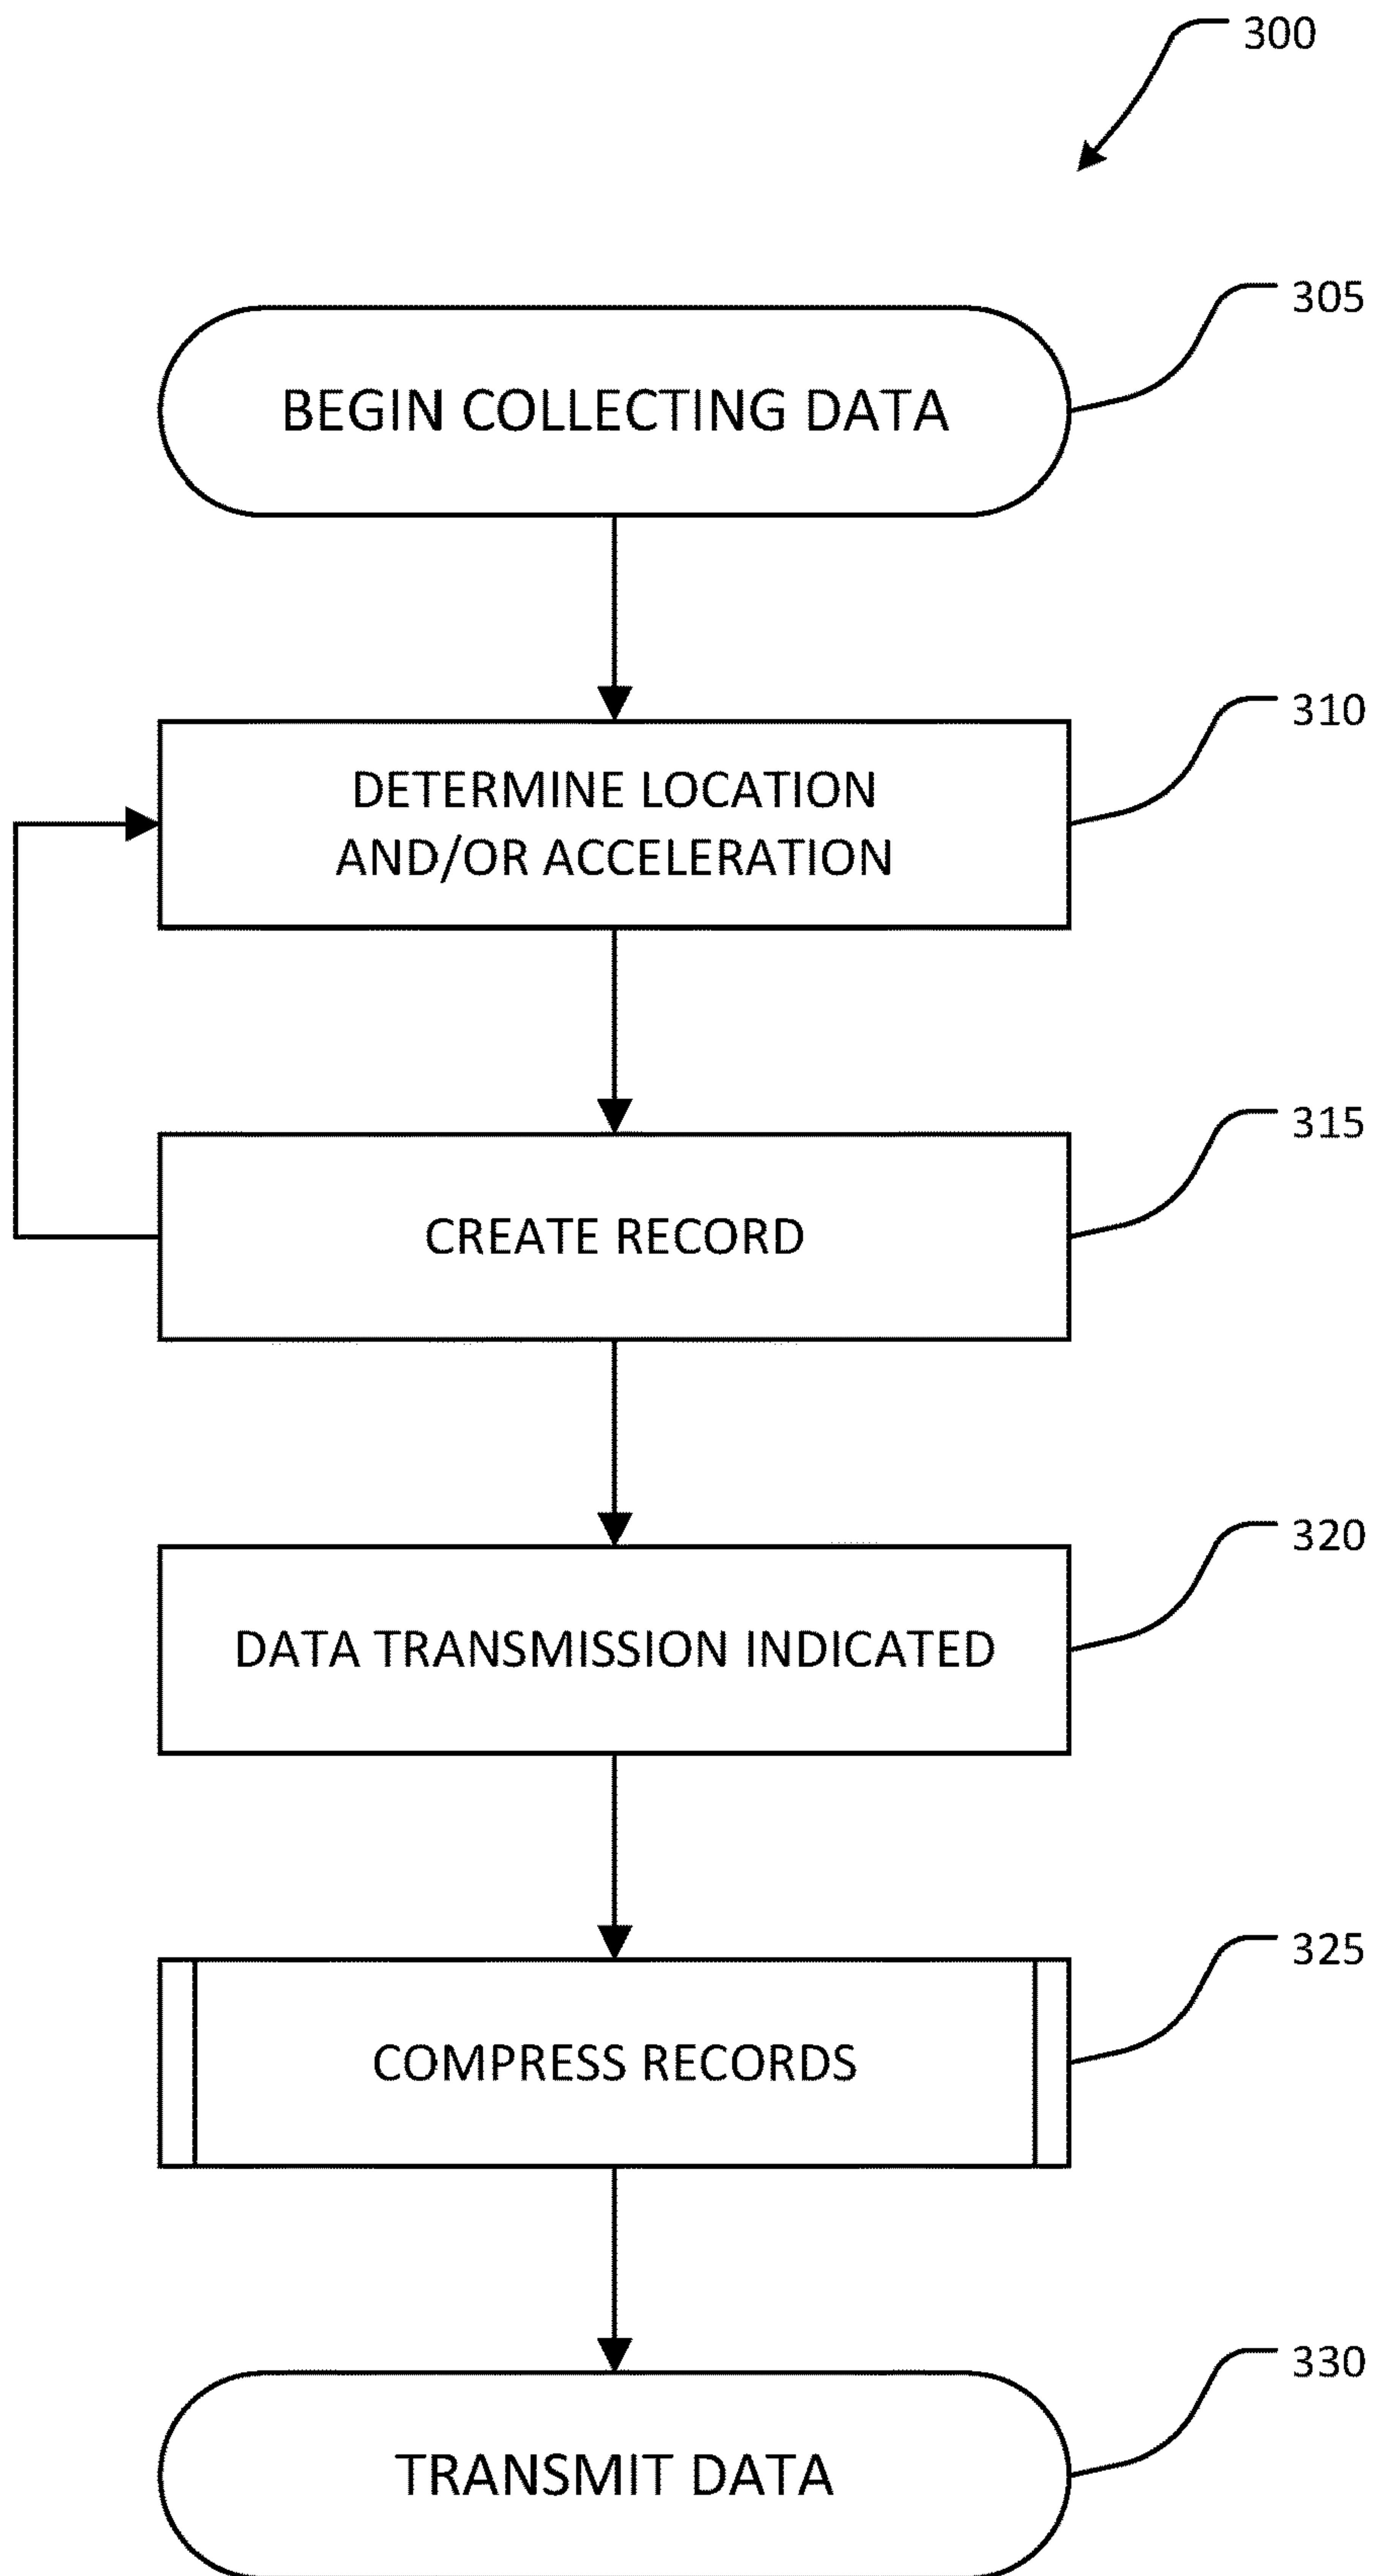 300
BEGIN COLLECTING DATA
305
DETERMINE LOCATION
AND/OR ACCELERATION
310
CREATE RECORD
315
DATA TRANSMISSION INDICATED
320
COMPRESS RECORDS
325
TRANSMIT DATA
330